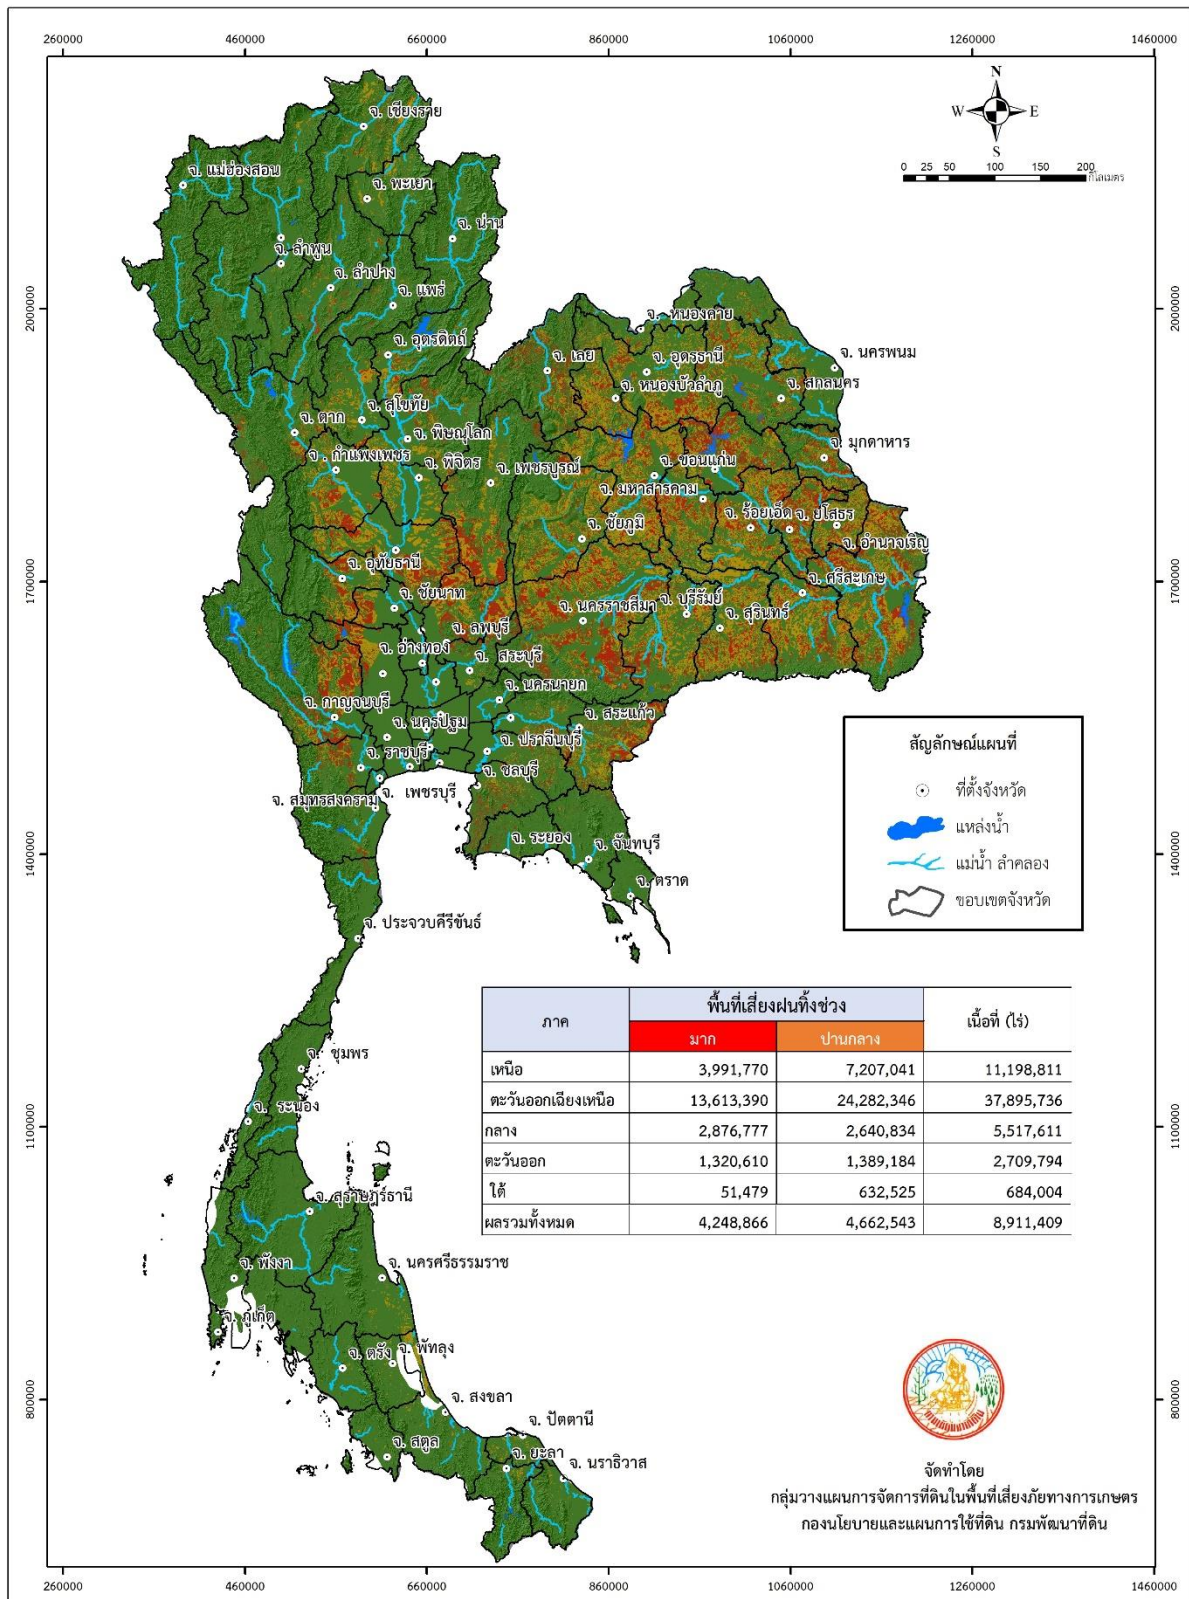 260000 460000 660000 860000 1060000 1260000 1460000
N
W E
S
0 25 50 100 150 200
กิโลเมตร
จ. เชียงราย
จ. แม่ฮ่องสอน
จ. พะเยา
จ. น่าน
จ. ลำพูน
จ. ลำปาง
จ. แพร่
2000000 2000000
จ. หนองคาย
จ. อุตรดิตถ์
จ. เลย
จ. อุดรธานี
จ. นครพนม
จ. หนองบัวลำภู
จ. สกลนคร
จ. ตาก
จ. สุโขทัย
จ. พิษณุโลก
จ. มุกดาหาร
จ . กำแพงเพชร
จ. พิจิตร
จ. เพชรบูรณ์
จ. ขอนแก่น
จ. มหาสารคาม
จ. ชัยภูมิ
จ. ร้อยเอ็ด
จ. ยโสธร
จ. อำนาจเจริญ
จ. อุทัยธานี
1700000 1700000
จ. ศรีสะเกษ
จ. ชัยนาท
จ. นครราชสีมา
จ. บุรีรัมย์
จ. สุรินทร์
จ. ลพบุรี
จ. อ่างทอง
จ. สระบุรี
จ. นครนายก
จ. กาญจนบุรี
จ. นครปฐม
จ. สระแก้ว
จ. ปราจีนบุรี
จ. ราชบุรี
จ. ชลบุรี
จ. สมุทรสงคราม
จ. เพชรบุรี
จ. ระยอง
จ. จันทบุรี
1400000 1400000
จ. ตราด
จ. ประจวบคีรีขันธ์
สัญลักษณ์แผนที่
ที่ตั้งจังหวัด
แหล่งน้ำ
แม่น้ำ ลำคลอง
ขอบเขตจังหวัด
ภาค พื้นที่เสี่ยงฝนทิ้งช่วง เนื้อที่ (ไร่)
มาก ปานกลาง
เหนือ 3,991,770 7,207,041 11,198,811
ตะวันออกเฉียงเหนือ 13,613,390 24,282,346 37,895,736
กลาง 2,876,777 2,640,834 5,517,611
ตะวันออก 1,320,610 1,389,184 2,709,794
ใต้ 51,479 632,525 684,004
ผลรวมทั้งหมด 4,248,866 4,662,543 8,911,409
จ. ชุมพร
จ. ระนอง
1100000 1100000
จ. สุราษฎร์ธานี
จ. พังงา
จ. นครศรีธรรมราช
จ. ภูเก็ต
จ. ตรัง
จ. พัทลุง
จ. สงขลา
800000 800000
จ. ปัตตานี
จ. สตูล
จ. ยะลา
จ. นราธิวาส
กรมพัฒนาที่ดิน
จัดทำโดย
กลุ่มวางแผนการจัดการที่ดินในพื้นที่เสี่ยงภัยทางการเกษตร
กองนโยบายและแผนการใช้ที่ดิน กรมพัฒนาที่ดิน
260000 460000 660000 860000 1060000 1260000 1460000